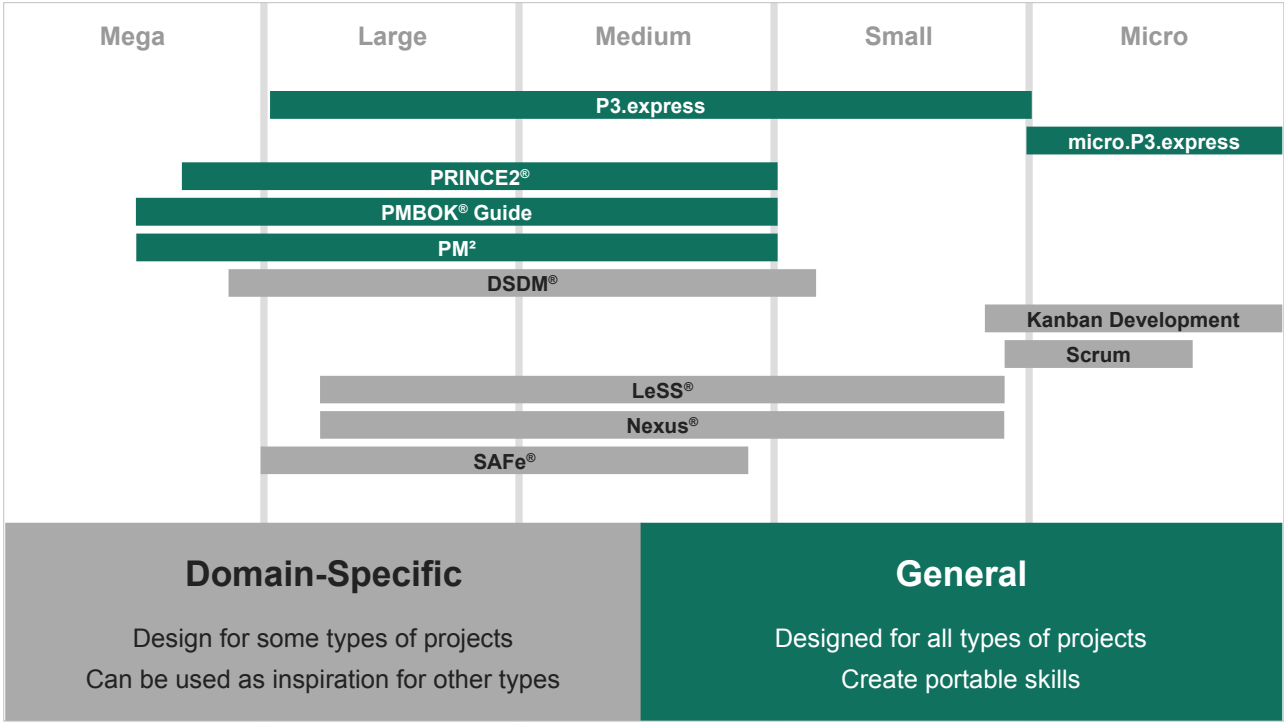 Mega Large Medium Small Micro
P3.express
micro.P3.express
PRINCE2®
PMBOK® Guide
PM²
DSDM®
Kanban Development
Scrum
LeSS®
Nexus®
SAFe®
Domain-Specific
Design for some types of projects
Can be used as inspiration for other types
General
Designed for all types of projects
Create portable skills